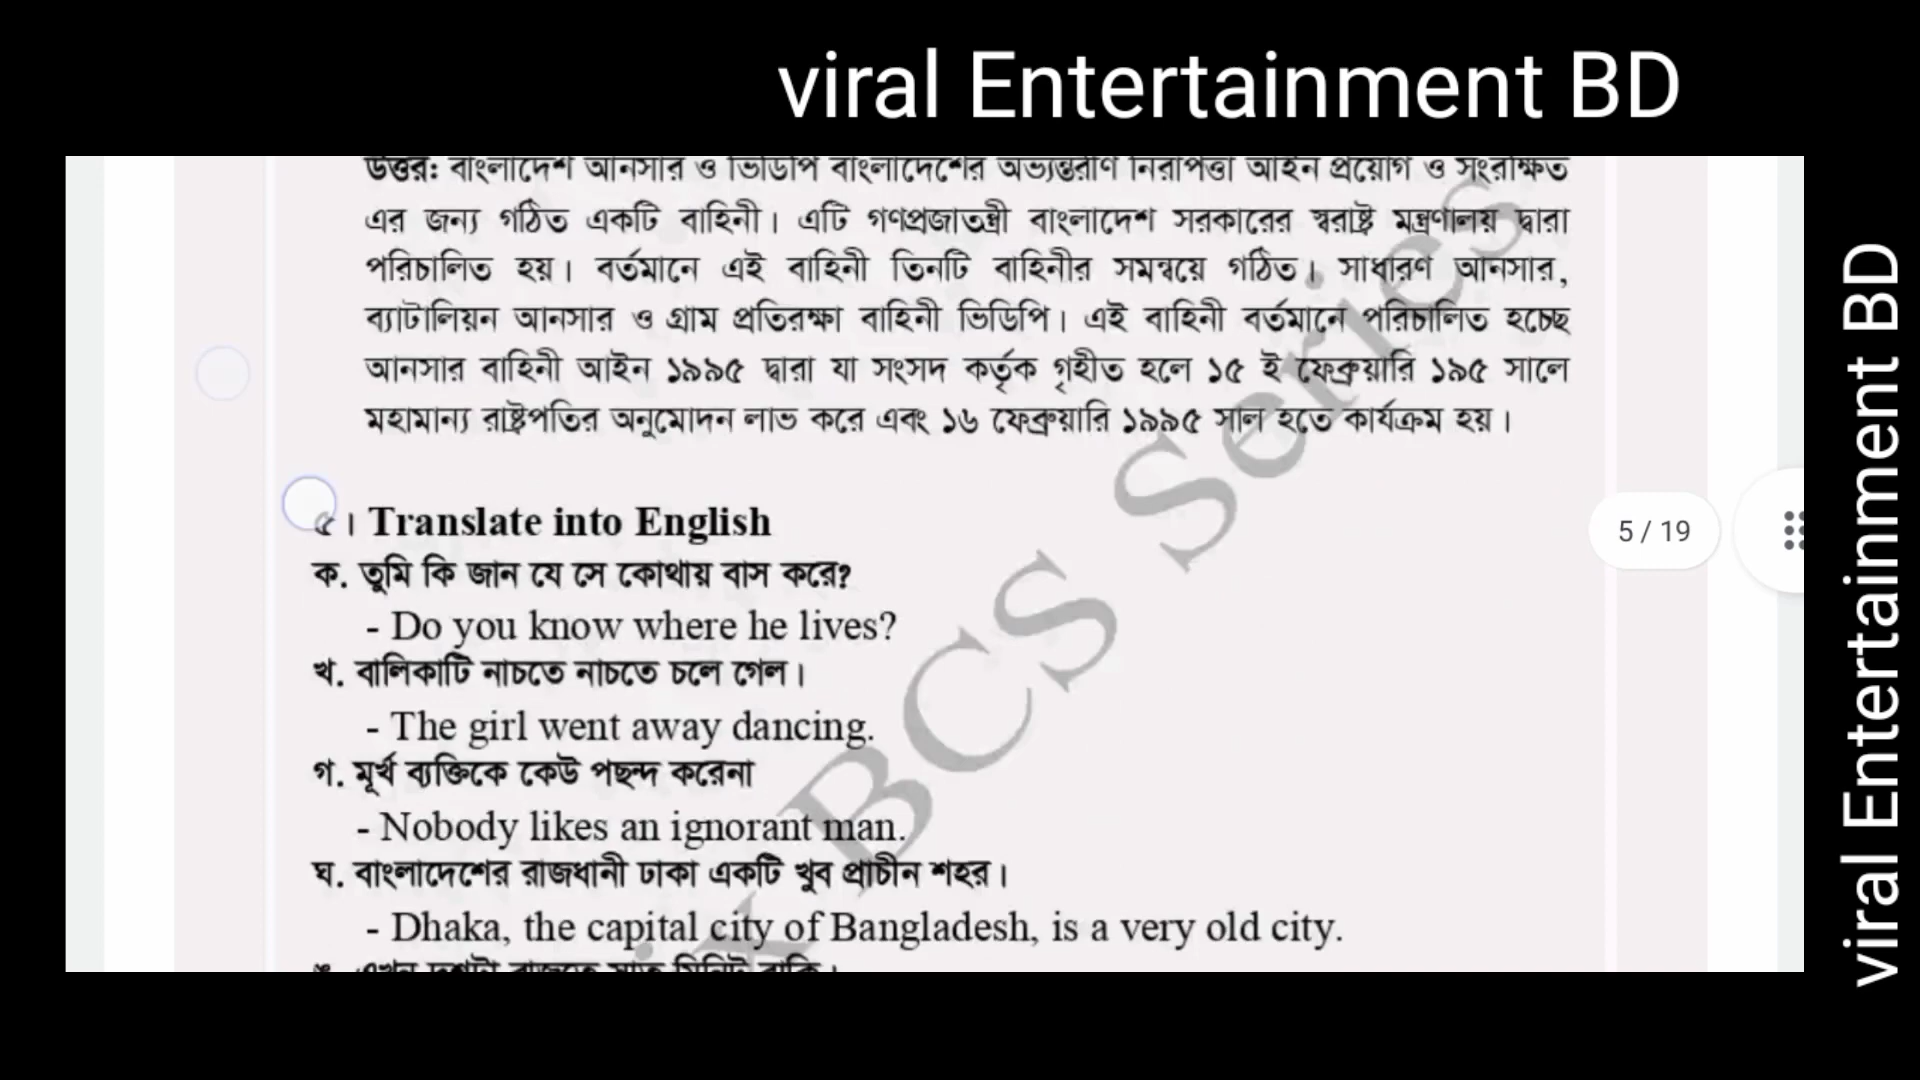 viral Entertainment BD
উত্তর: বাংলাদেশ আনসার ও ভিডিপি বাংলাদেশের অভ্যন্তরীণ নিরাপত্তা আইন প্রয়োগ ও সংরক্ষিত
এর জন্য গঠিত একটি বাহিনী। এটি গণপ্রজাতন্ত্রী বাংলাদেশ সরকারের স্বরাষ্ট্র মন্ত্রণালয় দ্বারা
পরিচালিত হয়। বর্তমানে এই বাহিনী তিনটি বাহিনীর সমন্বয়ে গঠিত। সাধারণ আনসার,
ব্যাটালিয়ন আনসার ও গ্রাম প্রতিরক্ষা বাহিনী ভিডিপি। এই বাহিনী বর্তমানে পরিচালিত হচ্ছে
আনসার বাহিনী আইন ১৯৯৫ দ্বারা যা সংসদ কর্তৃক গৃহীত হলে ১৫ ই ফেব্রুয়ারি ১৯৫ সালে
মহামান্য রাষ্ট্রপতির অনুমোদন লাভ করে এবং ১৬ ফেব্রুয়ারি ১৯৯৫ সাল হতে কার্যক্রম হয়।
৫। Translate into English
ক. তুমি কি জান যে সে কোথায় বাস করে?
- Do you know where he lives?
খ. বালিকাটি নাচতে নাচতে চলে গেল।
- The girl went away dancing.
গ. মূর্খ ব্যক্তিকে কেউ পছন্দ করেনা
- Nobody likes an ignorant man.
ঘ. বাংলাদেশের রাজধানী ঢাকা একটি খুব প্রাচীন শহর।
- Dhaka, the capital city of Bangladesh, is a very old city.
ঙ. এখন দশটা বাজতে সাত মিনিট বাকি।
5 / 19
x BCS Series
viral Entertainment BD